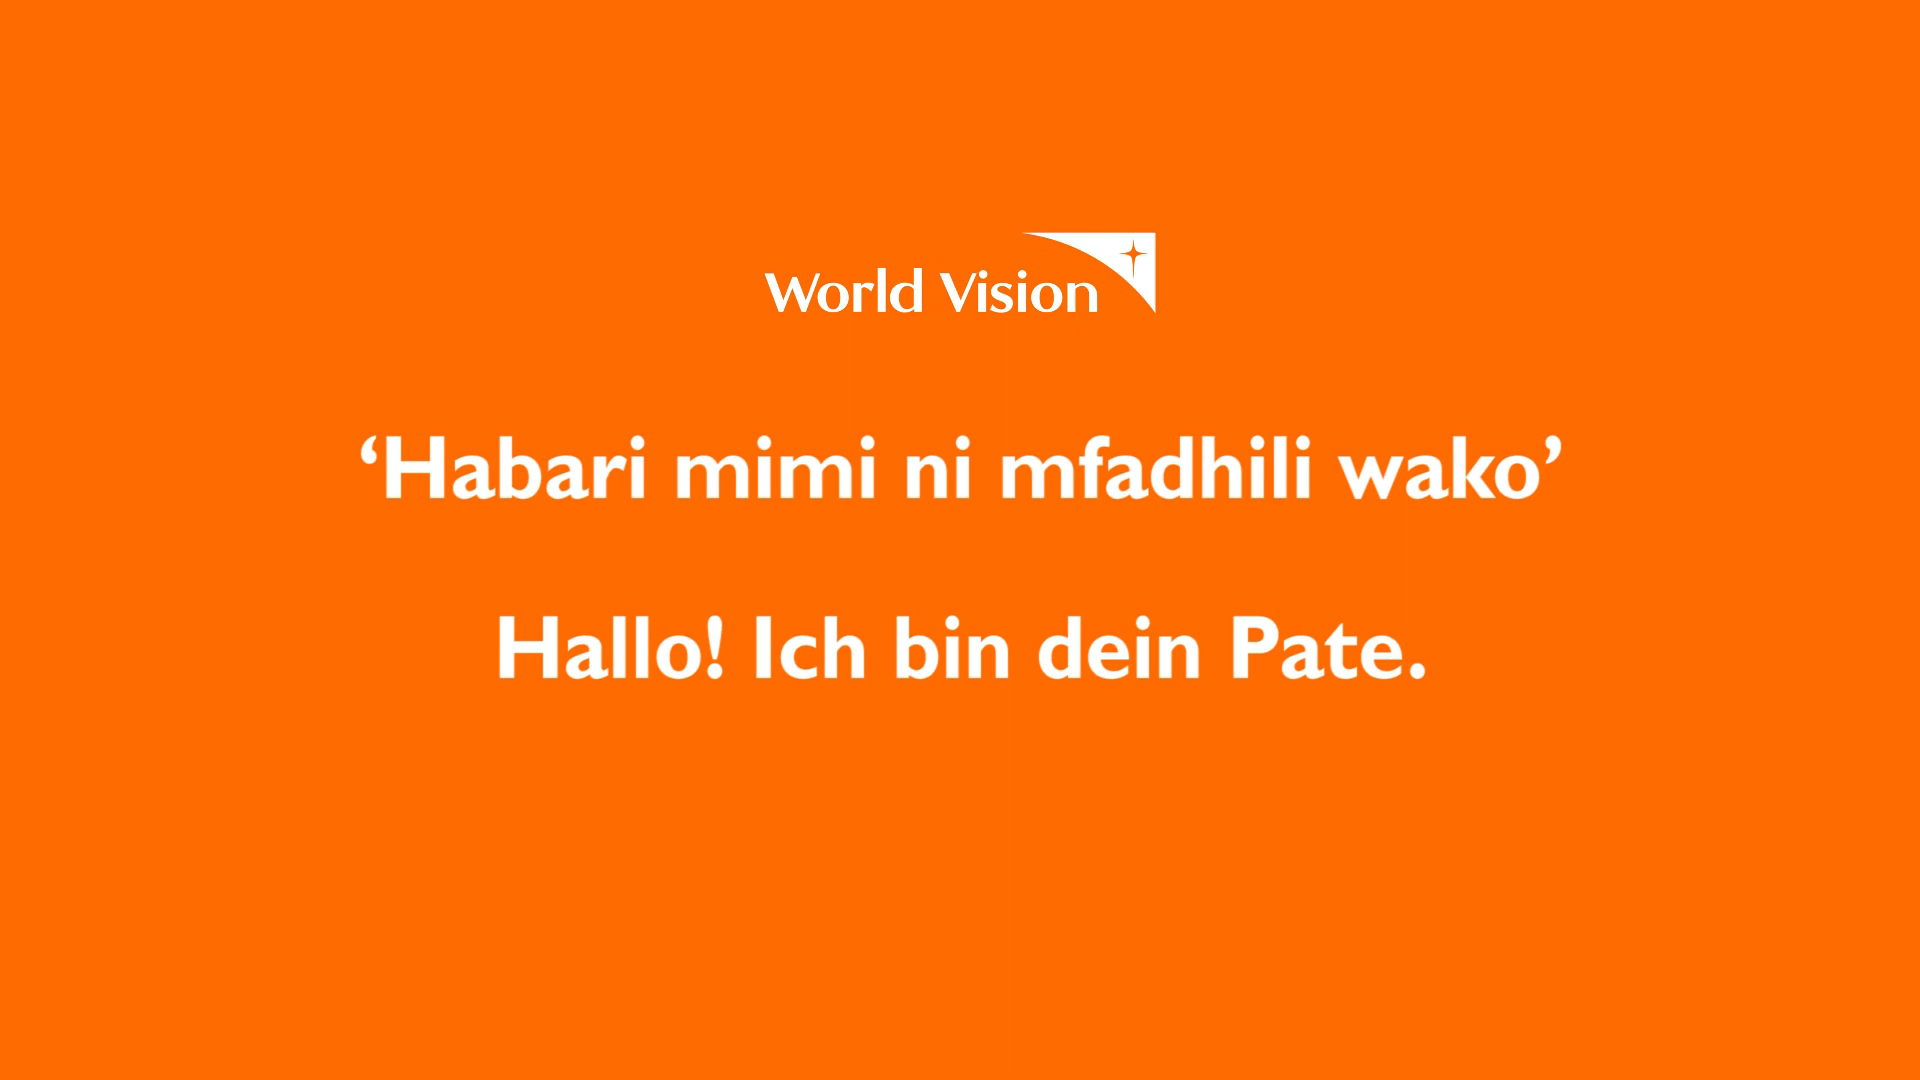 World Vision
‘Habari mimi ni mfadhili wako’
Hallo! Ich bin dein Pate.